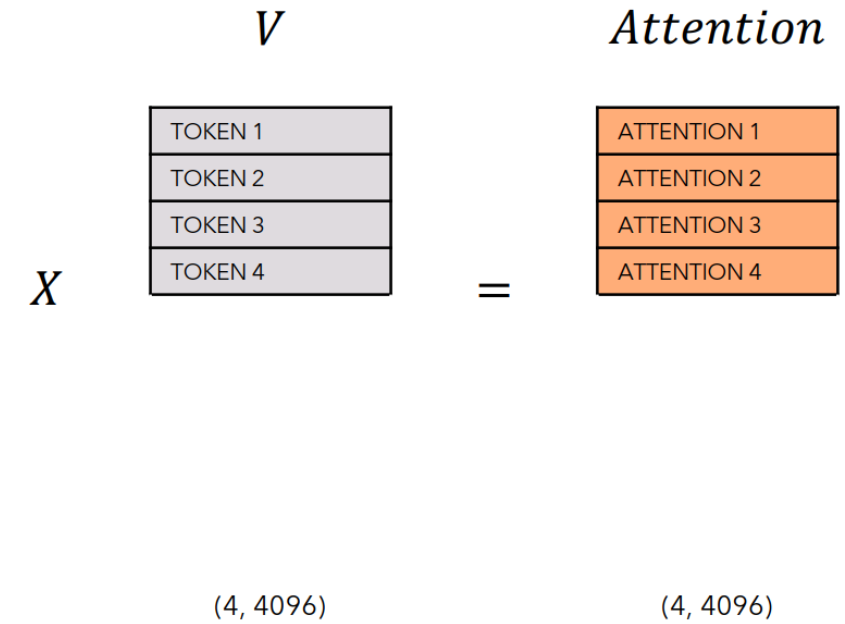 V
Attention
TOKEN 1
TOKEN 2
TOKEN 3
TOKEN 4
X
=
ATTENTION 1
ATTENTION 2
ATTENTION 3
ATTENTION 4
(4, 4096)
(4, 4096)